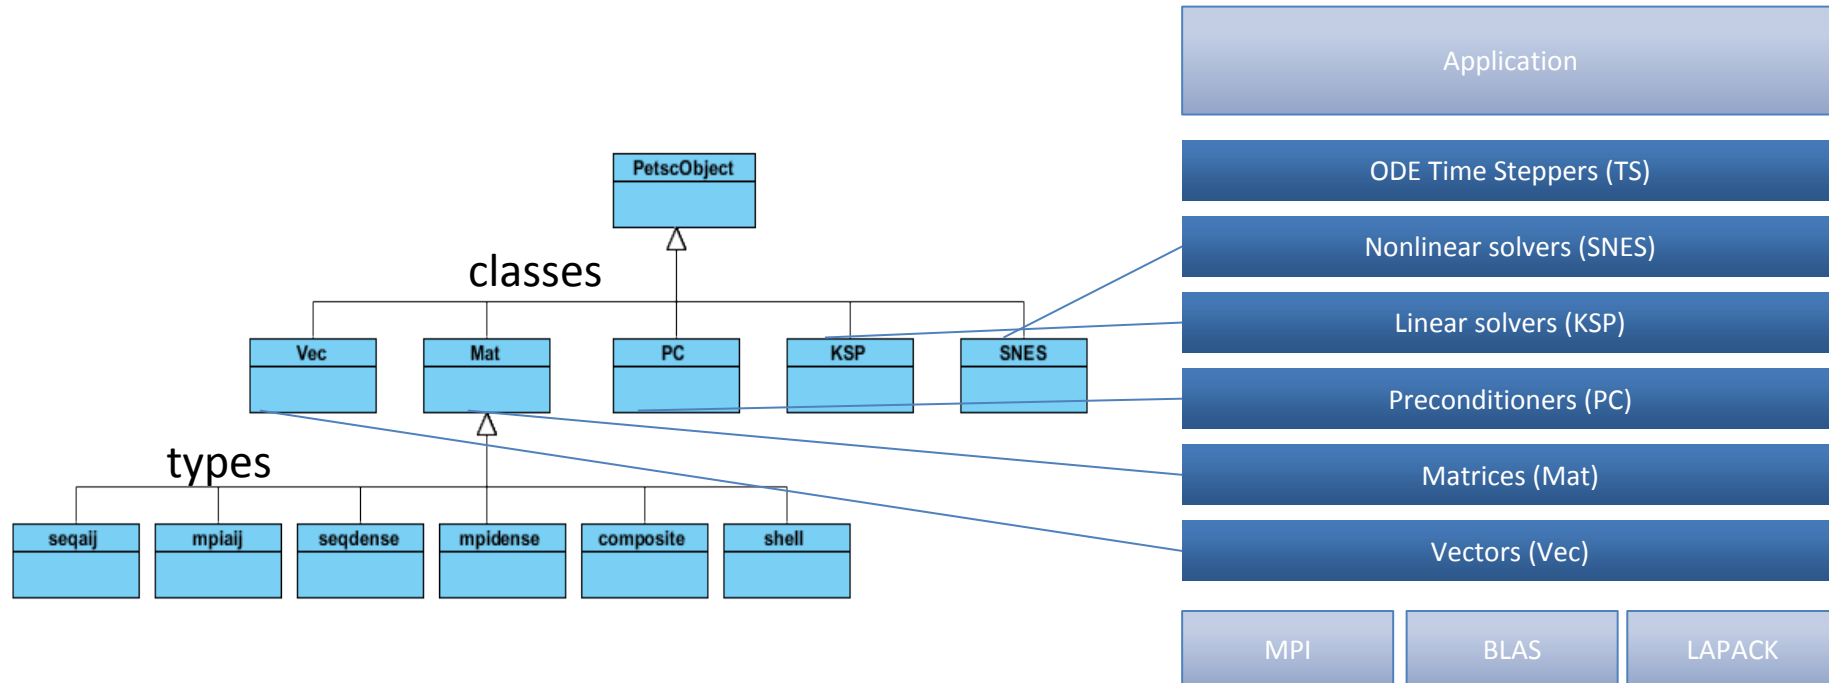 Application
PetscObject
ODE Time Steppers (TS)
classes
Nonlinear solvers (SNES)
Linear solvers (KSP)
Vec
Mat
PC
KSP
SNES
Preconditioners (PC)
types
Matrices (Mat)
seqaij
mpiaij
seqdense
mpidense
composite
shell
Vectors (Vec)
MPI
BLAS
LAPACK